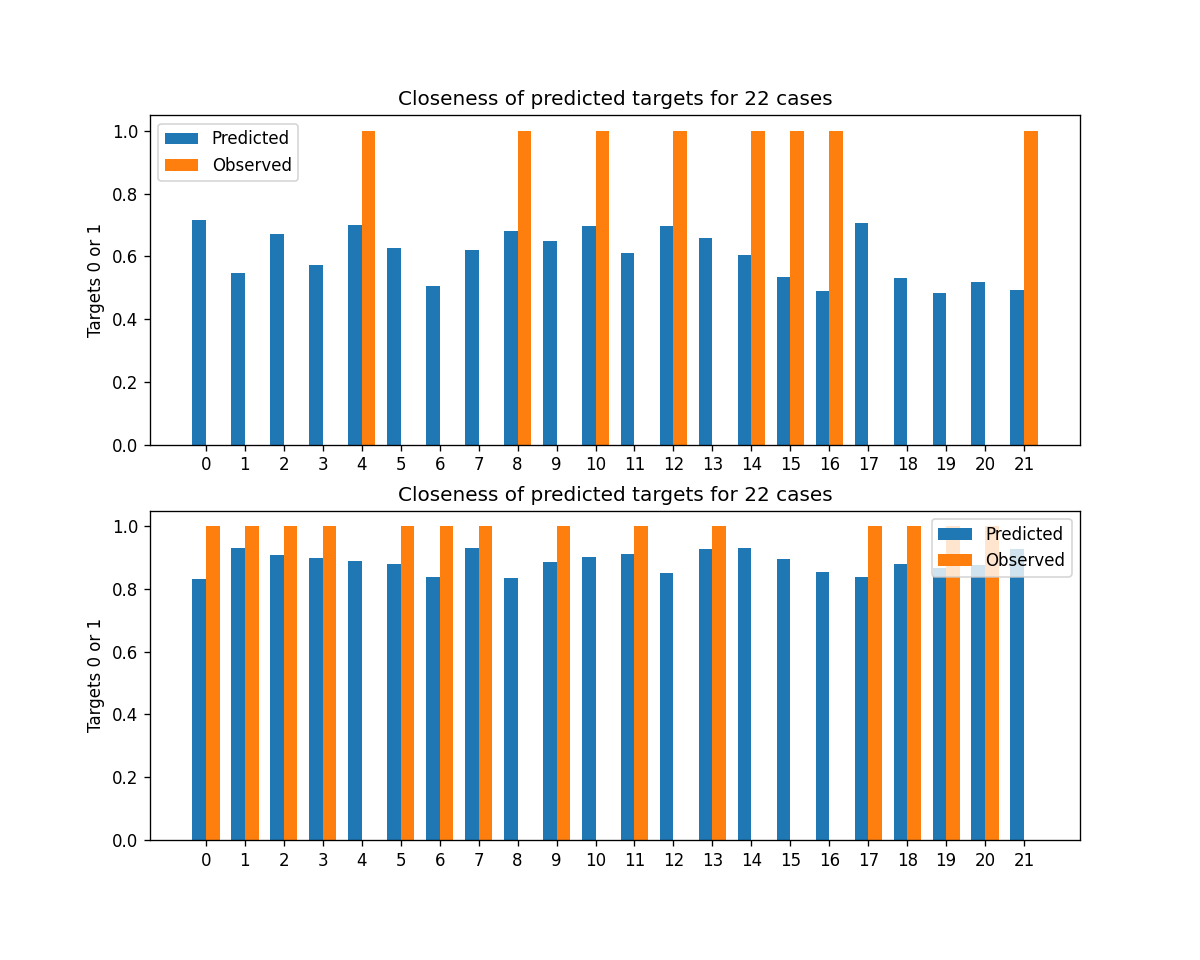 Closeness of predicted targets for 22 cases
Predicted
Observed
Targets 0 or 1
1.0
0.8
0.6
0.4
0.2
0.0
0 1 2 3 4 5 6 7 8 9 10 11 12 13 14 15 16 17 18 19 20 21
Closeness of predicted targets for 22 cases
Predicted
Observed
Targets 0 or 1
1.0
0.8
0.6
0.4
0.2
0.0
0 1 2 3 4 5 6 7 8 9 10 11 12 13 14 15 16 17 18 19 20 21